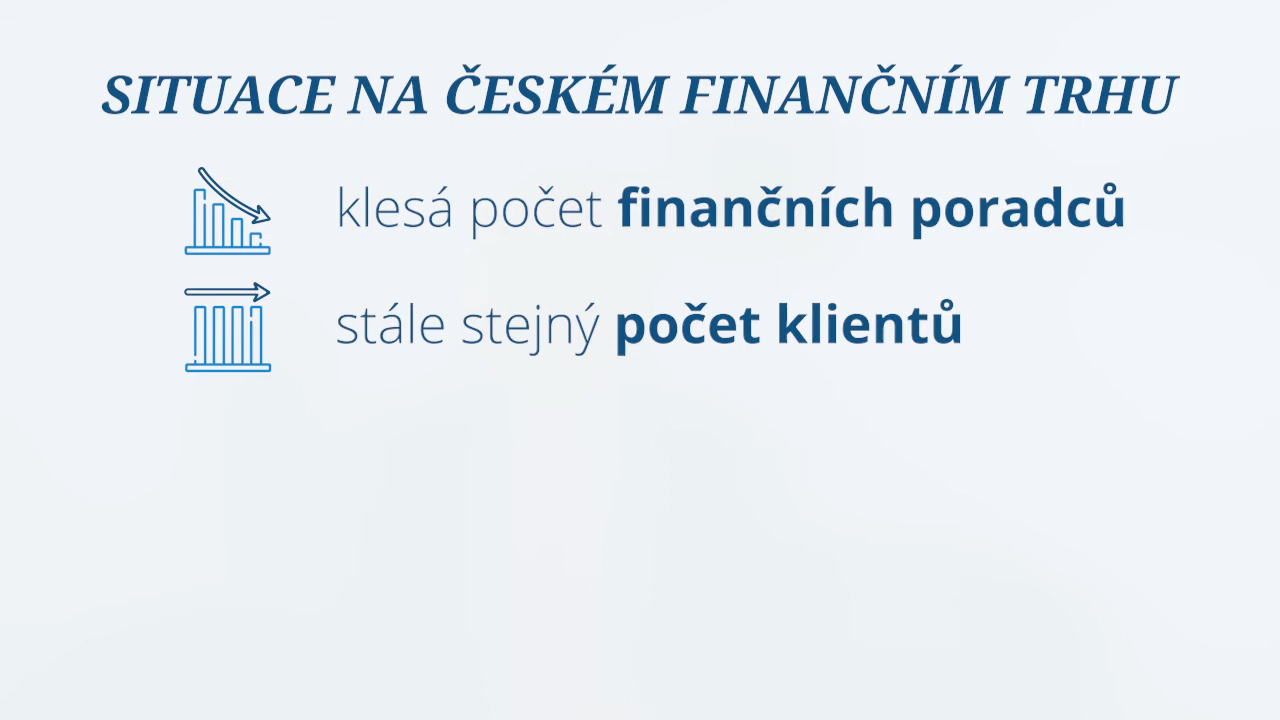 SITUACE NA ČESKÉM FINANČNÍM TRHU
klesá počet finančních poradců
stále stejný počet klientů